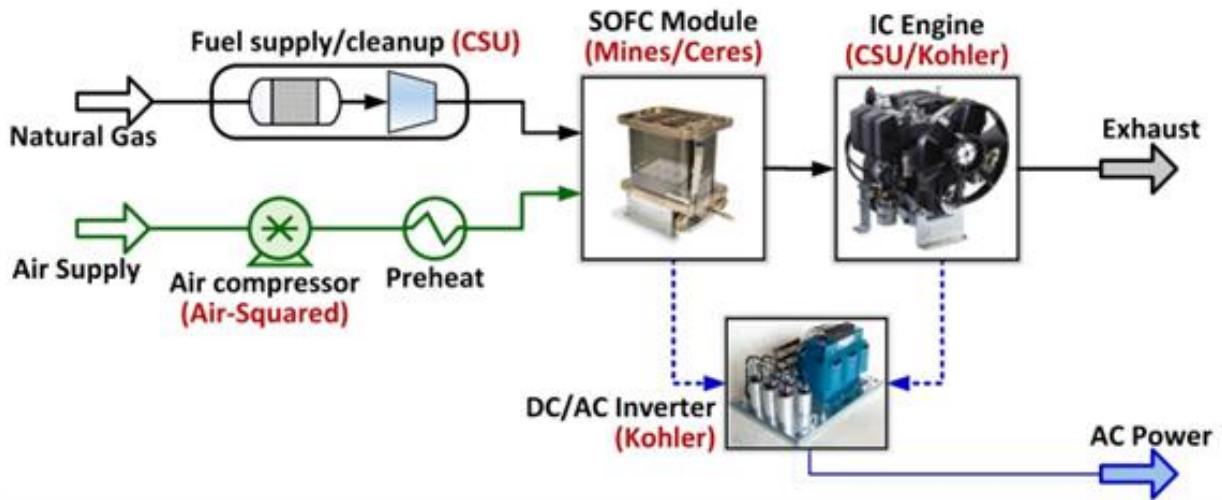 SOFC Module
(Mines/Ceres)
IC Engine
(CSU/Kohler)
Fuel supply/cleanup (CSU)
Natural Gas
Exhaust
Air Supply
Air compressor
(Air-Squared)
Preheat
DC/AC Inverter
(Kohler)
AC Power